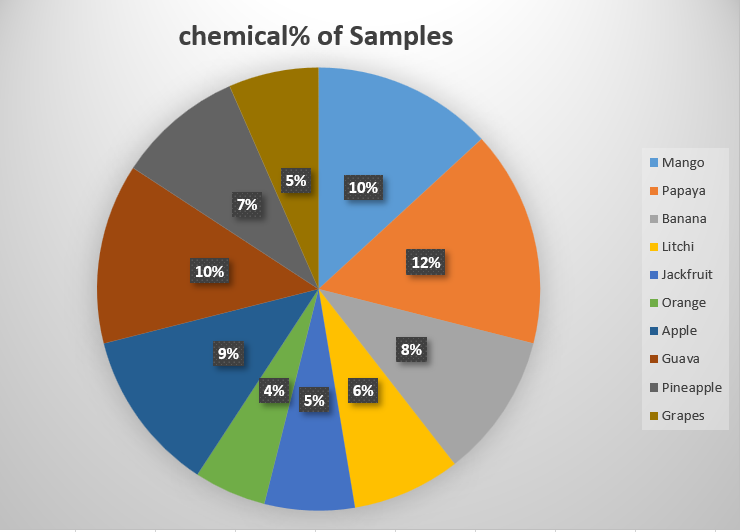 chemical% of Samples
10%
12%
8%
6%
5%
4%
9%
10%
7%
5%
Mango
Papaya
Banana
Litchi
Jackfruit
Orange
Apple
Guava
Pineapple
Grapes